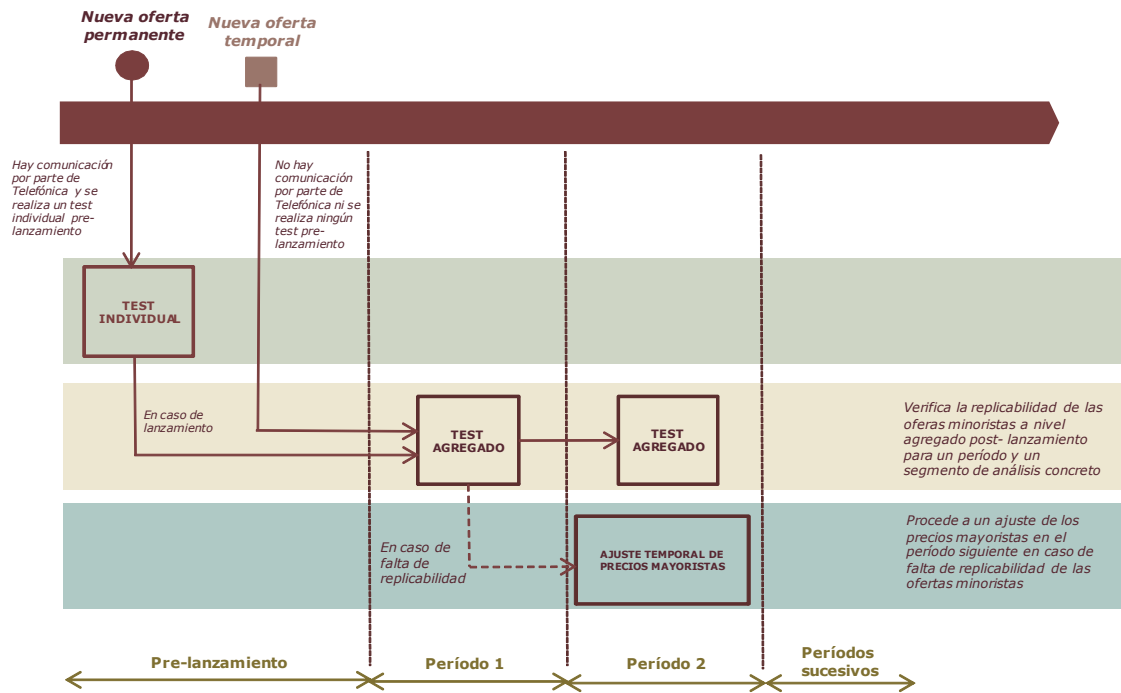 Nueva oferta
permanente
Nueva oferta
temporal
Hay comunicación
por parte de
Telefónica y se
realiza un test
individual pre-
lanzamiento
No hay
comunicación
por parte de
Telefónica ni se
realiza ningún
test pre-
lanzamiento
TEST
INDIVIDUAL
En caso de
lanzamiento
TEST
AGREGADO
TEST
AGREGADO
Verifica la replicabilidad de las
oferas minoristas a nivel
agregado post- lanzamiento
para un período y un
segmento de análisis concreto
En caso de
falta de
replicabilidad
AJUSTE TEMPORAL DE
PRECIOS MAYORISTAS
Procede a un ajuste de los
precios mayoristas en el
período siguiente en caso de
falta de replicabilidad de las
ofertas minoristas
Pre-lanzamiento
Período 1
Período 2
Períodos
sucesivos